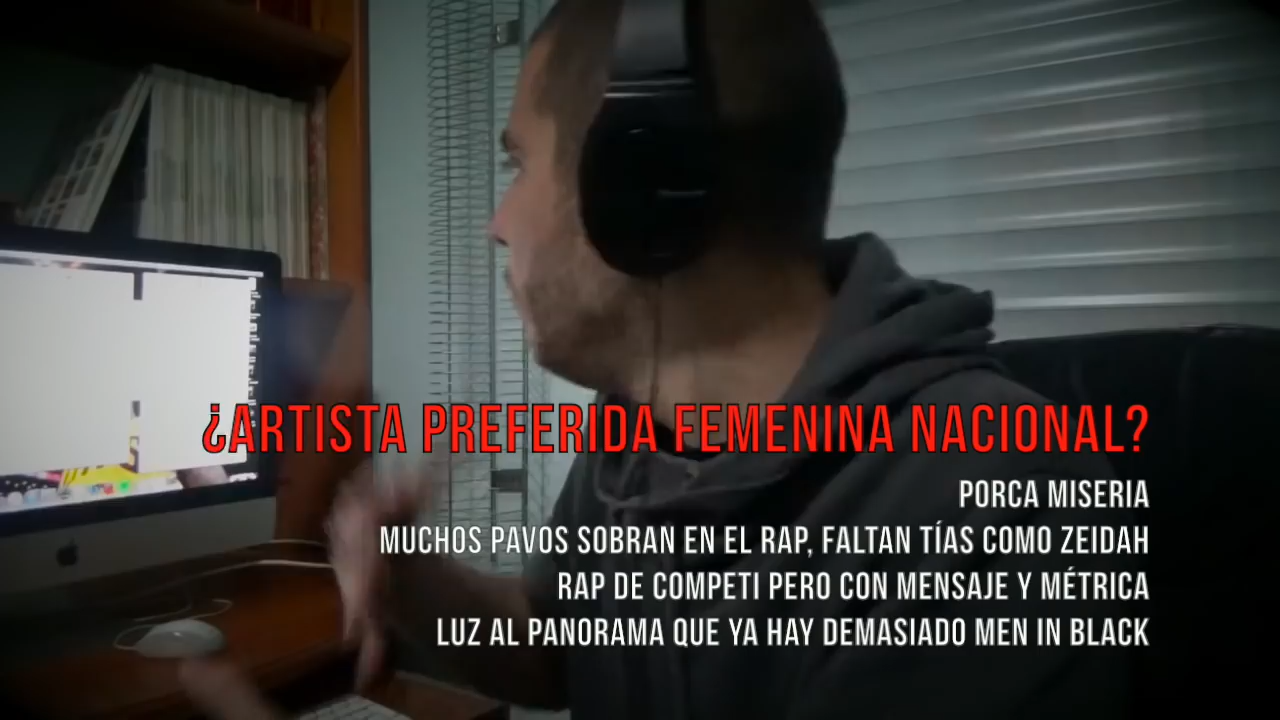 ¿ARTISTA PREFERIDA FEMENINA NACIONAL?
PORCA MISERIA
MUCHOS PAVOS SOBRAN EN EL RAP, FALTAN TÍAS COMO ZEIDAH
RAP DE COMPETI PERO CON MENSAJE Y MÉTRICA
LUZ AL PANORAMA QUE YA HAY DEMASIADO MEN IN BLACK